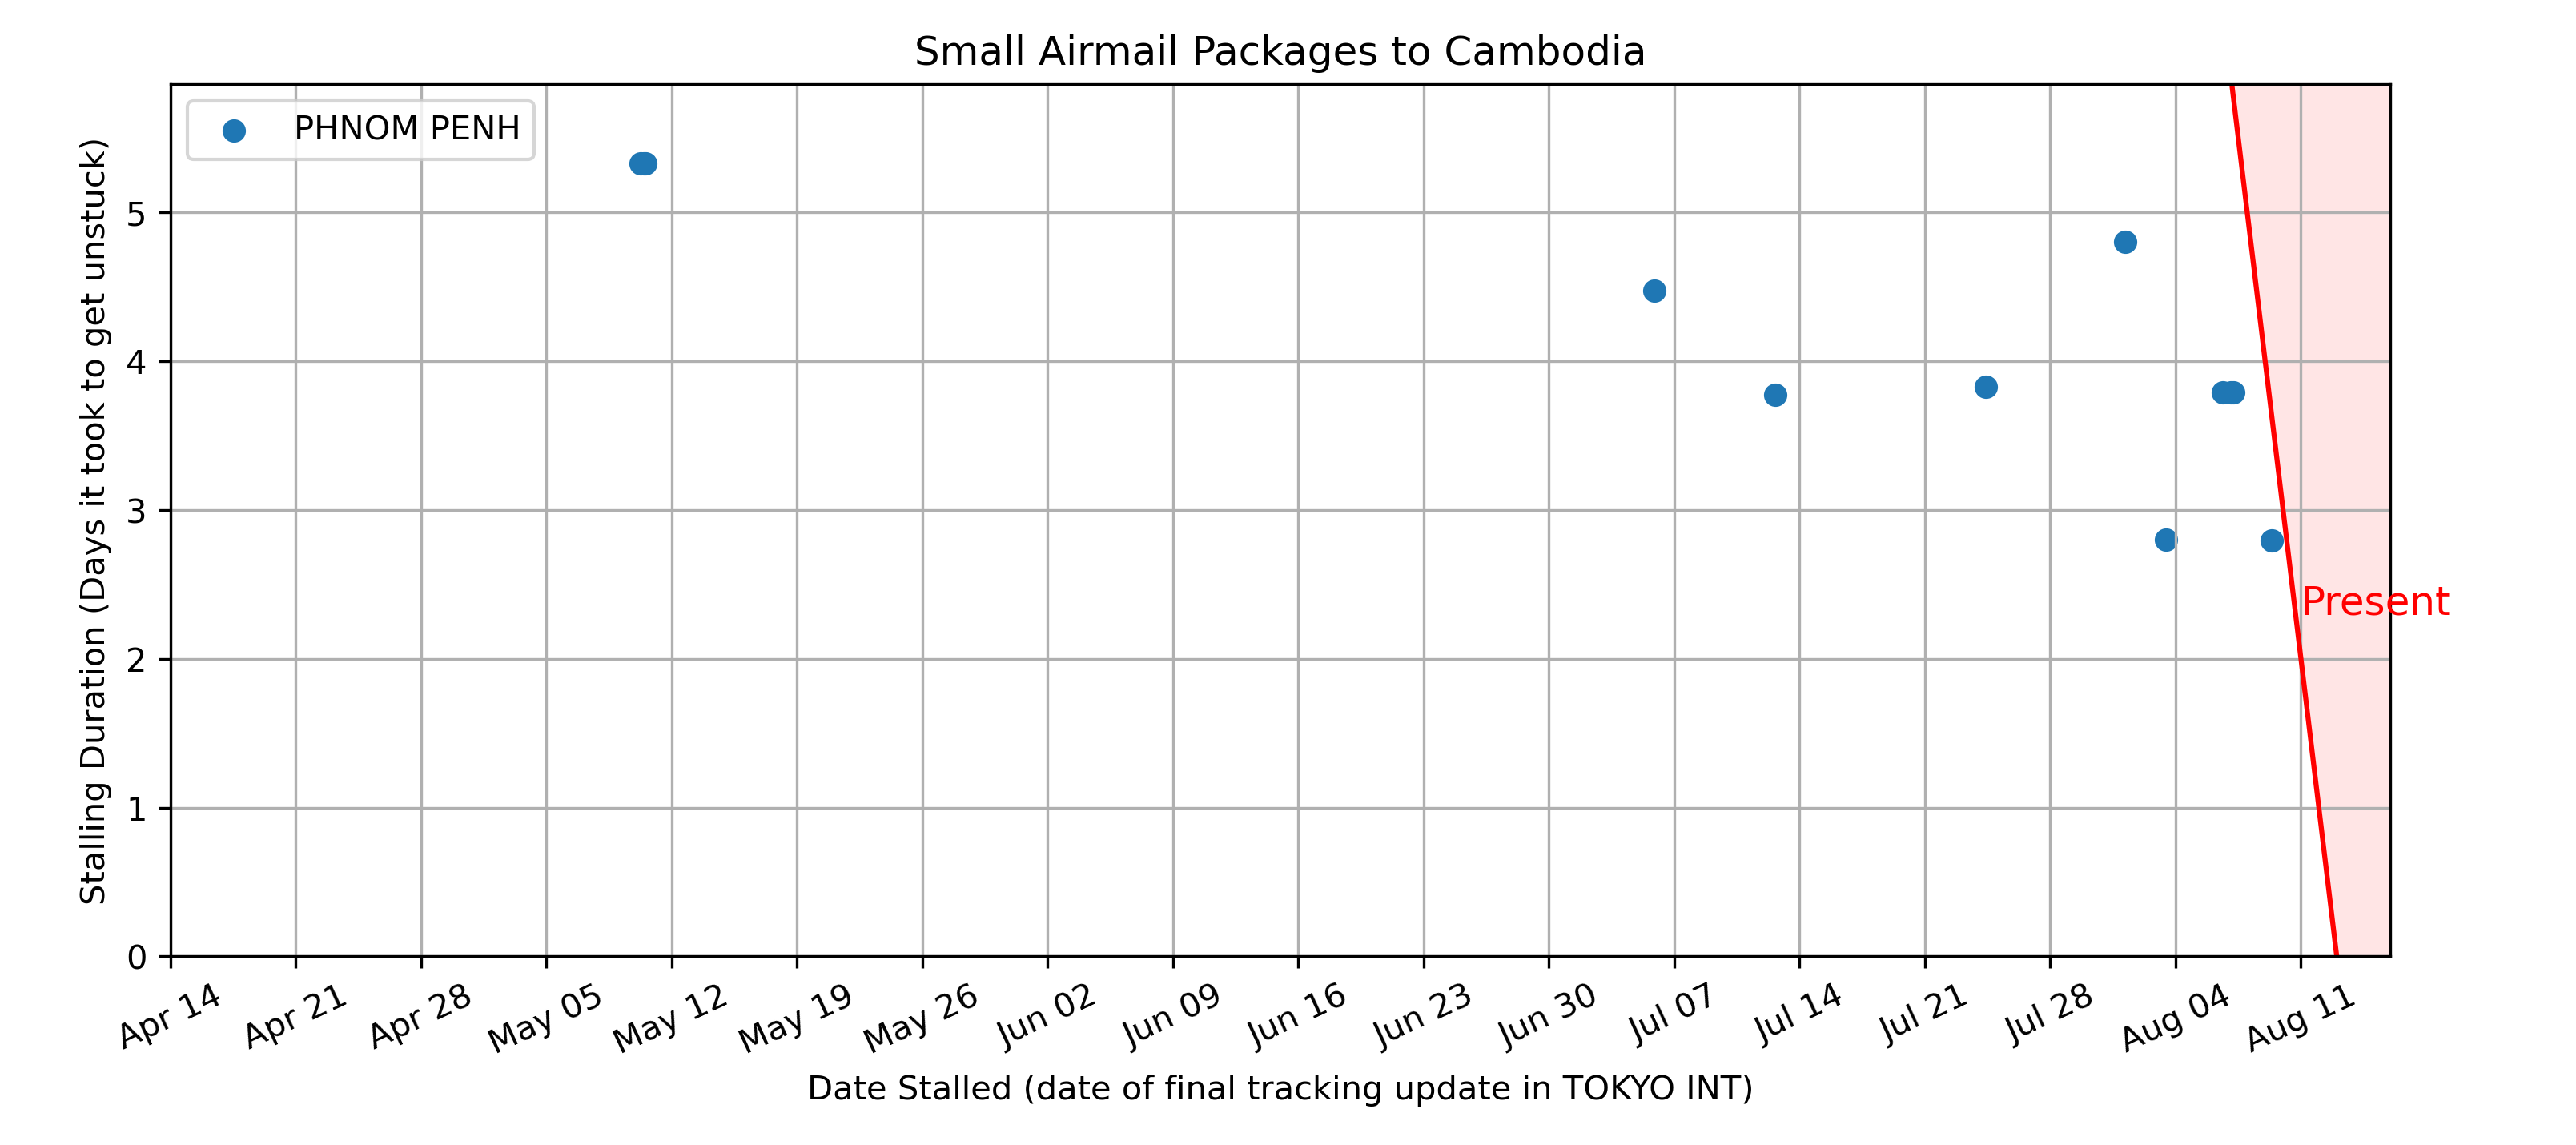 Small Airmail Packages to Cambodia
PHNOM PENH
Stalling Duration (Days it took to get unstuck)
5
4
3
2
1
0
Present
Apr 14
Apr 21
Apr 28
May 05
May 12
May 19
May 26
Jun 02
Jun 09
Jun 16
Jun 23
Jun 30
Jul 07
Jul 14
Jul 21
Jul 28
Aug 04
Aug 11
Date Stalled (date of final tracking update in TOKYO INT)